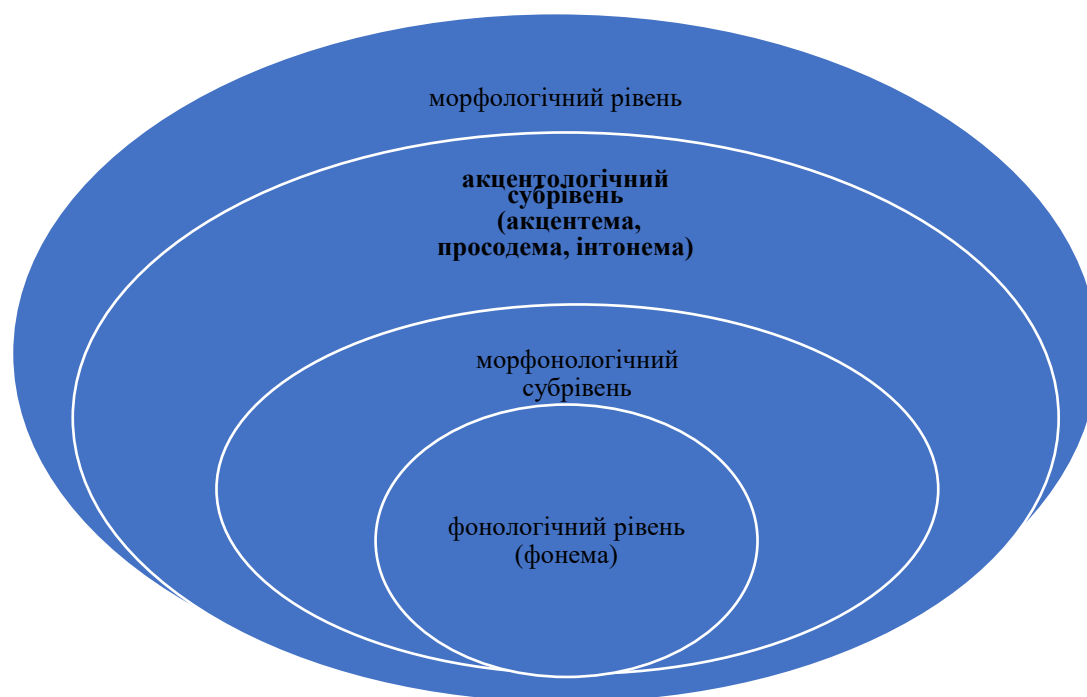 морфологічний рівень
акцентологічний
субрівень
(акцентема,
просодема, інтонема)
морфонологічний
субрівень
фонологічний рівень
(фонема)